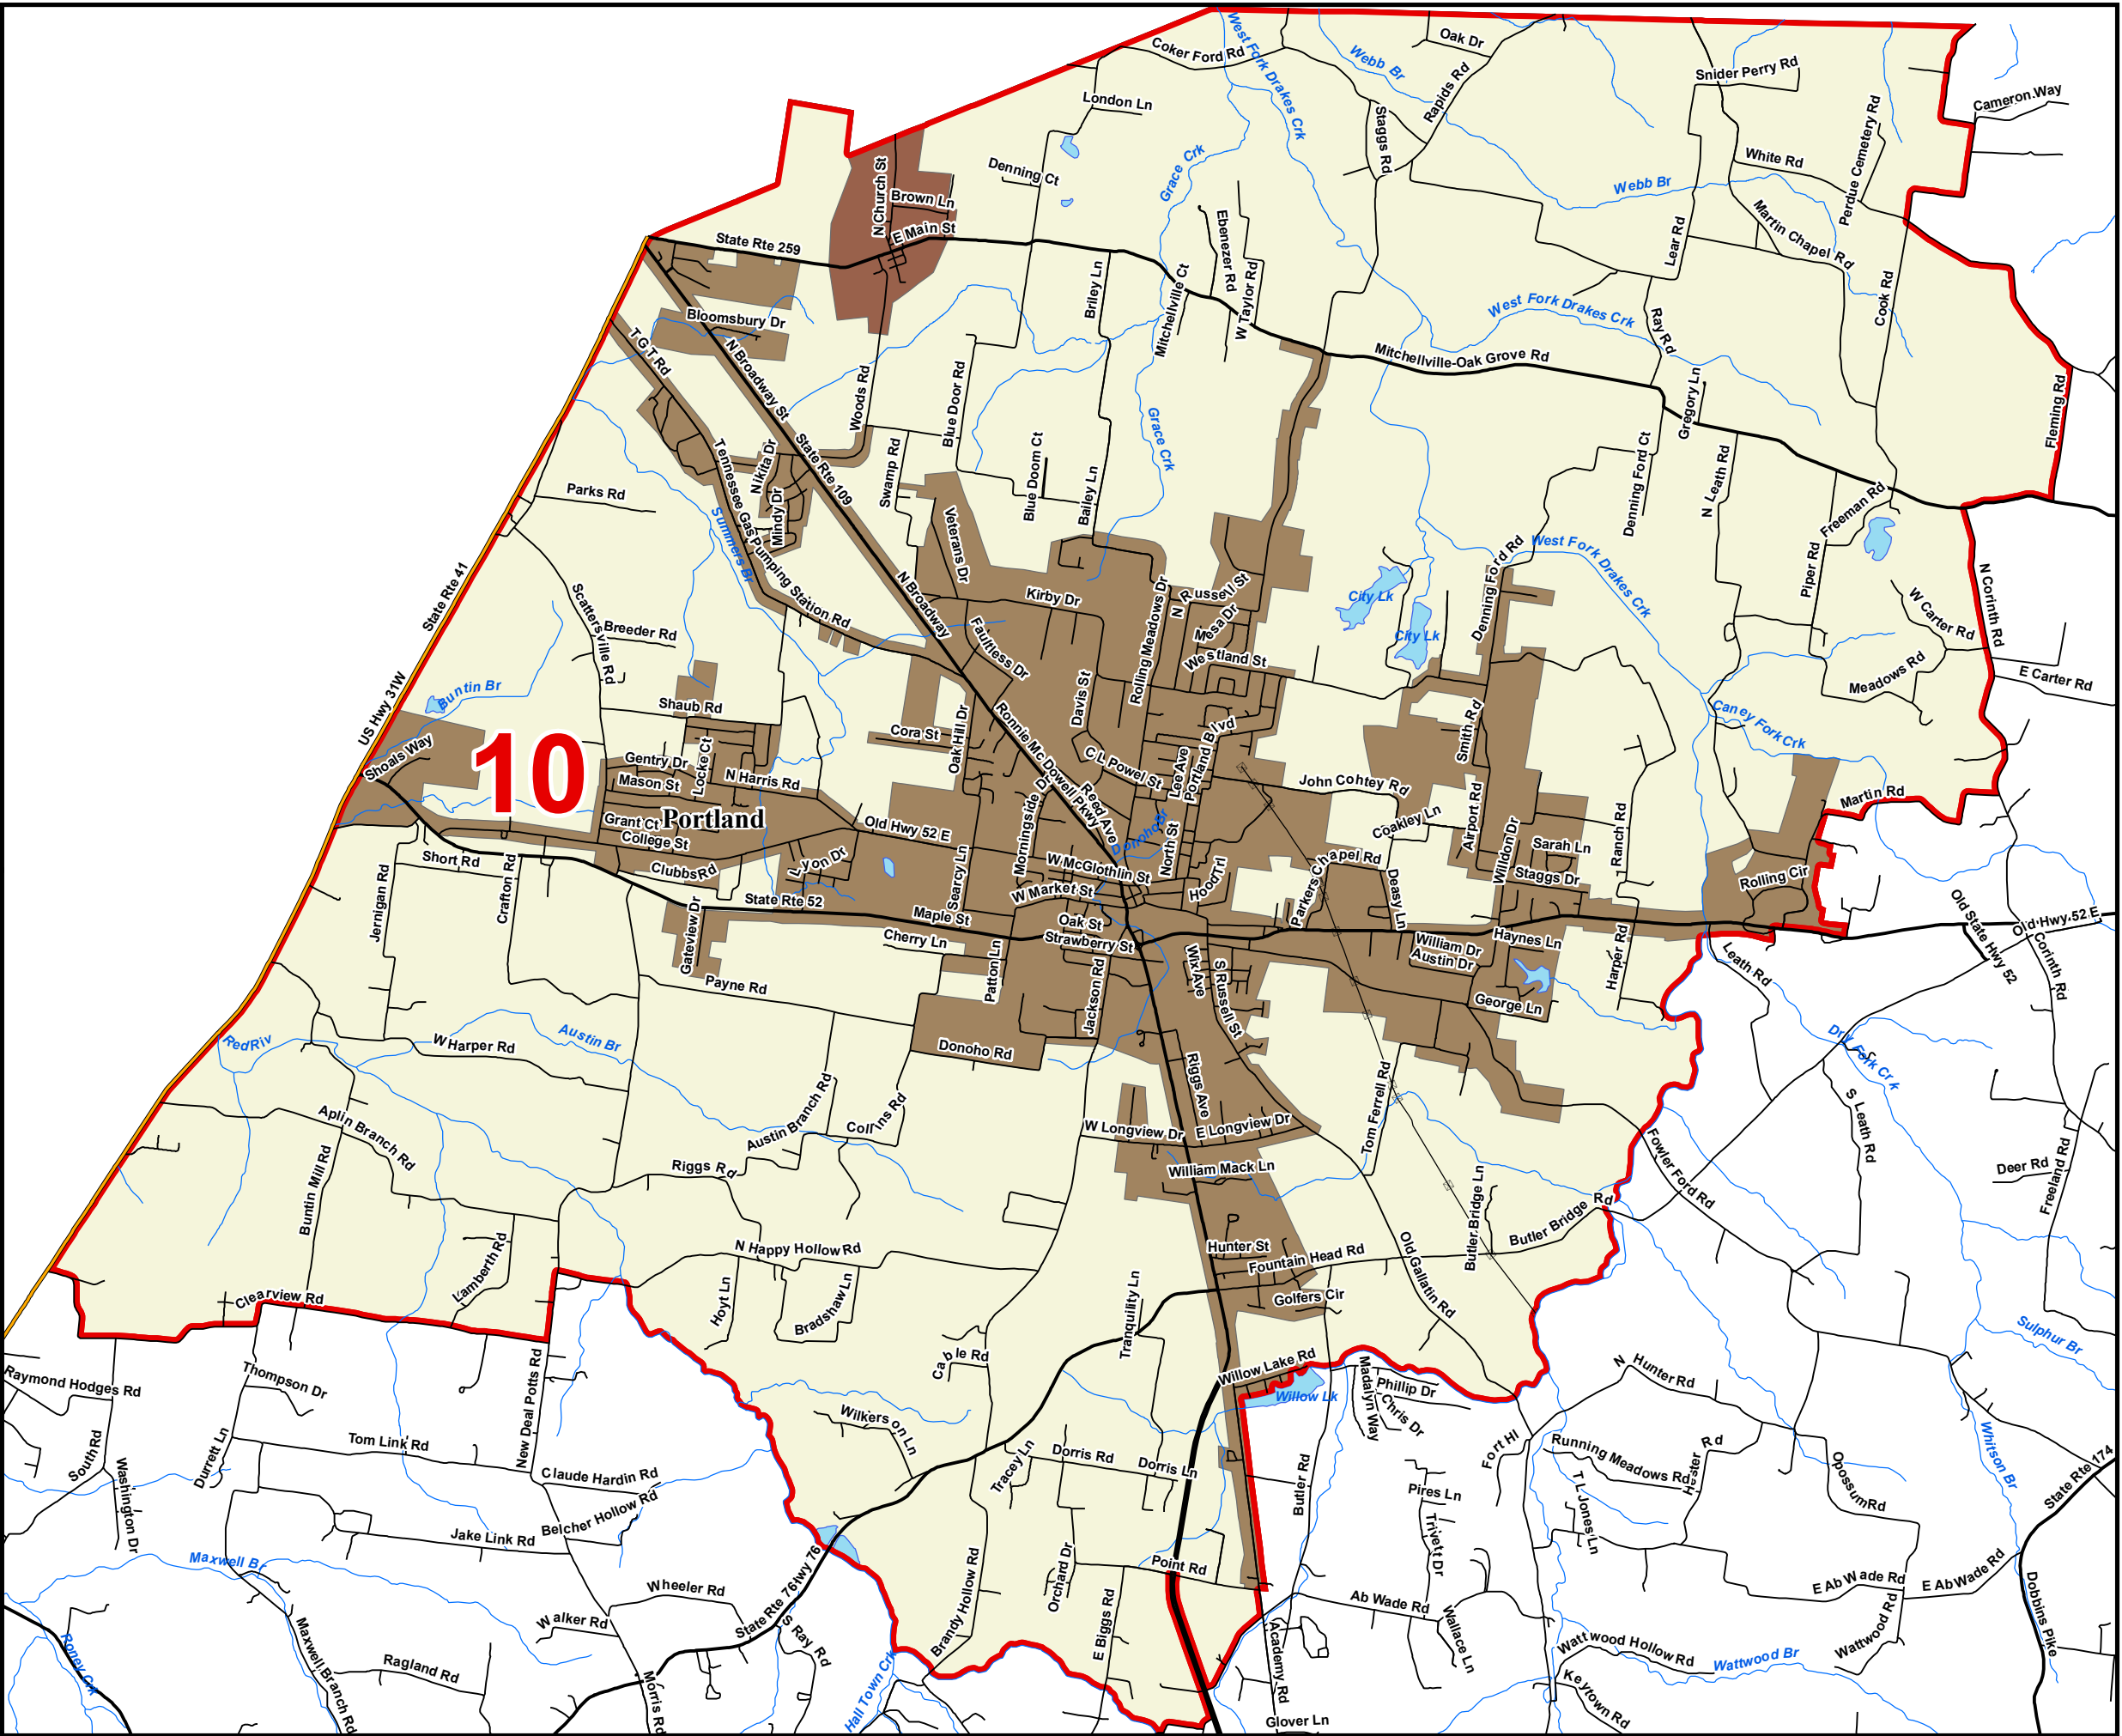 Coker Ford Rd
West Fork Drakes Crk
Webb Br
Oak Dr
Rapids Rd
Snider Perry Rd
Cameron Way
London Ln
Staggs Rd
Perdue Cemetery Rd
White Rd
Webb Br
Grace Crk
Denning Ct
N Church St
Brown Ln
E Main St
State Rte 259
Ebenezer Rd
W Taylor Rd
Lear Rd
Martin Chapel Rd
Cook Rd
Briley Ln
Mitchellville Ct
West Fork Drakes Crk
Ray Rd
Bloomsbury Dr
T G T Rd
N Broadway St
Mitchellville-Oak Grove Rd
Woods Rd
Blue Door Rd
Grace Crk
Gregory Ln
Fleming Rd
State Rte 109
Nikita Dr
Mindy Dr
Swamp Rd
Blue Doom Ct
Bailey Ln
Denning Ford Ct
N Leath Rd
Freeman Rd
Parks Rd
Summers Br
Tennessee Gas Pumping Station Rd
Veterans Dr
Denning Ford Rd
West Fork Drakes Crk
Piper Rd
N Corinth Rd
State Rte 41
Scattersville Rd
Breeder Rd
N Broadway
Kirby Dr
Faultless Dr
Rolling Meadows Dr
N Russell St
Mesa Dr
Westland St
City Lk
City Lk
W Carter Rd
Meadows Rd
E Carter Rd
US Hwy 31W
Buntin Br
Shaub Rd
Shoals Way
10
Gentry Dr
Locke Ct
Mason St
N Harris Rd
Portland
Grant Ct
College St
Cora St
Oak Hill Dr
Davis St
Ronnie Mc Dowell Pkwy
C L Powel St
Lee Ave
Portland Blvd
Reed Ave
Morningside Dr
Donoho Br
Smith Rd
John Cohtey Rd
Caney Fork Crk
Martin Rd
Old Hwy 52 E
Coakley Ln
Airport Rd
Willdon Dr
Sarah Ln
Ranch Rd
Short Rd
Crafton Rd
Jernigan Rd
Clubbs Rd
Lyon Dr
Searcy Ln
W McGlothlin St
North St
Hood Trl
Parkers Chapel Rd
Deasy Ln
Staggs Dr
Rolling Cir
State Rte 52
Maple St
W Market St
Oak St
Strawberry St
Gateview Dr
Cherry Ln
Patton Ln
Jackson Rd
Wix Ave
S Russell St
William Dr
Austin Dr
Haynes Ln
Harper Rd
George Ln
Leath Rd
Old State Hwy 52
Old Hwy 52 E
Corinth Rd
Payne Rd
Red Riv
Austin Br
W Harper Rd
Donoho Rd
Riggs Ave
Dry Fork Crk
Aplin Branch Rd
Buntin Mill Rd
Austin Branch Rd
Collins Rd
Riggs Rd
W Longview Dr
E Longview Dr
William Mack Ln
Tom Ferrell Rd
Butler Bridge Ln
Butler Bridge Rd
Fowler Ford Rd
S Leath Rd
Deer Rd
Freeland Rd
Lamberth Rd
Clearview Rd
N Happy Hollow Rd
Hoyt Ln
Bradshaw Ln
Hunter St
Fountain Head Rd
Golfers Cir
Old Gallatin Rd
Tranquility Ln
Cable Rd
Willow Lake Rd
Willow Lk
Madalyn Way
Phillip Dr
Chris Dr
N Hunter Rd
Sulphur Br
Raymond Hodges Rd
Thompson Dr
New Deal Potts Rd
South Rd
Washington Dr
Durrett Ln
Tom Link Rd
Claude Hardin Rd
Belcher Hollow Rd
Jake Link Rd
Wilkerson Ln
Tracey Ln
Dorris Rd
Dorris Ln
Butler Rd
Pires Ln
Trivett Dr
Fort Hl
Running Meadows Rd
Hester Rd
T L Jones Ln
Opossum Rd
Whitson Br
State Rte 174
Maxwell Br
Maxwell Branch Rd
Roney Crk
Wheeler Rd
Walker Rd
Ragland Rd
Morris Rd
State Rte 76
Hwy 76
S Ray Rd
Hall Town Crk
Brandy Hollow Rd
Orchard Dr
E Biggs Rd
Point Rd
Academy Rd
Glover Ln
Ab Wade Rd
Wallace Ln
E Ab Wade Rd
E Ab Wade Rd
Wattwood Hollow Rd
Wattwood Br
Wattwood Rd
Keytown Rd
Dobbins Pike